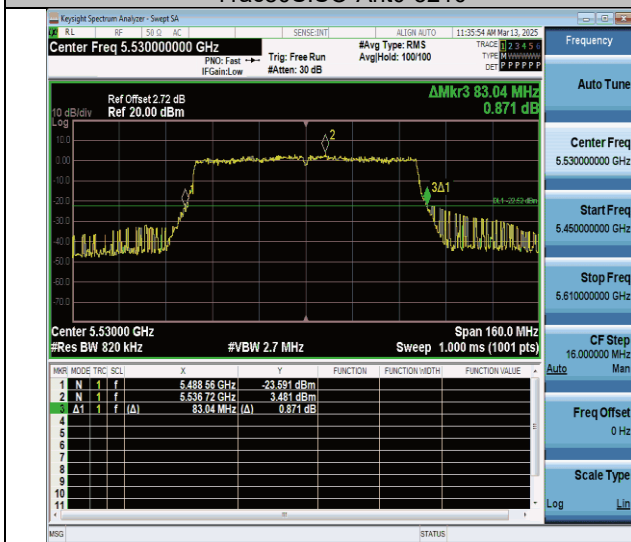 Keysight Spectrum Analyzer - Swept SA
RL RF 50 Ω AC SENSE:INT ALIGN AUTO 11:35:54 AM Mar 13, 2025
Center Freq 5.530000000 GHz
PNO: Fast
IFGain:Low
Trig: Free Run
#Atten: 30 dB
#Avg Type: RMS
Avg|Hold: 100/100
TRACE 1 2 3 4 5 6
TYPE M WWWWW
DET P P P P P P
Frequency
Auto Tune
Center Freq
5.530000000 GHz
Start Freq
5.450000000 GHz
Stop Freq
5.610000000 GHz
CF Step
16.000000 MHz
Auto Man
Freq Offset
0 Hz
Scale Type
Log Lin
Ref Offset 2.72 dB
10 dB/div Ref 20.00 dBm
Log
ΔMkr3 83.04 MHz
0.871 dB
10.0
0.00
-10.0
-20.0
-30.0
-40.0
-50.0
-60.0
-70.0
2
3Δ1
DL1 -22.52 dBm
Center 5.53000 GHz Span 160.0 MHz
#Res BW 820 kHz #VBW 2.7 MHz Sweep 1.000 ms (1001 pts)
MKR MODE TRC SCL X Y FUNCTION FUNCTION WIDTH FUNCTION VALUE
1 N 1 f 5.488 56 GHz -23.591 dBm
2 N 1 f 5.536 72 GHz 3.481 dBm
3 Δ1 1 f (Δ) 83.04 MHz (Δ) 0.871 dB
4
5
6
7
8
9
10
11
MSG STATUS